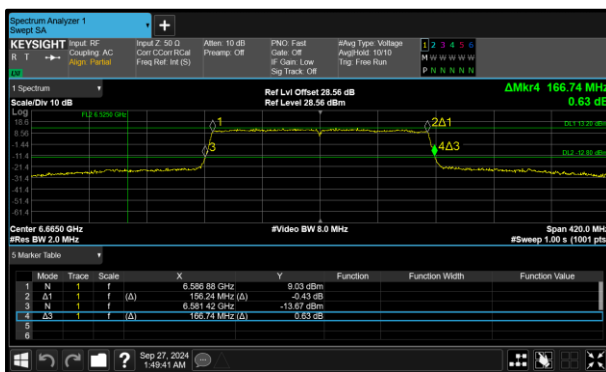 Spectrum Analyzer 1
Swept SA
KEYSIGHT
R T
Input: RF
Coupling: AC
Align: Partial
Input Z: 50 Ω
Corr CCorr RCal
Freq Ref: Int (S)
Atten: 10 dB
Preamp: Off
PNO: Fast
Gate: Off
IF Gain: Low
Sig Track: Off
#Avg Type: Voltage
Avg|Hold: 10/10
Trig: Free Run
1 2 3 4 5 6
M W W W W W
P N N N N N
1 Spectrum
Scale/Div 10 dB
Ref Lvl Offset 28.56 dB
Ref Level 28.56 dBm
ΔMkr4 166.74 MHz
0.63 dB
Log
18.6
8.56
-1.44
-11.4
-21.4
-31.4
-41.4
-51.4
-61.4
FL2 6.5250 GHz
1
2Δ1
3
4Δ3
DL1 13.20 dBm
DL2 -12.80 dBm
Center 6.6650 GHz
#Res BW 2.0 MHz
#Video BW 8.0 MHz
Span 420.0 MHz
#Sweep 1.00 s (1001 pts
5 Marker Table
Mode Trace Scale X Y Function Function Width Function Value
1 N 1 f 6.586 88 GHz 9.03 dBm
2 Δ1 1 f (Δ) 156.24 MHz (Δ) -0.43 dB
3 N 1 f 6.581 42 GHz -13.67 dBm
4 Δ3 1 f (Δ) 166.74 MHz (Δ) 0.63 dB
5
6
?
Sep 27, 2024
1:49:41 AM